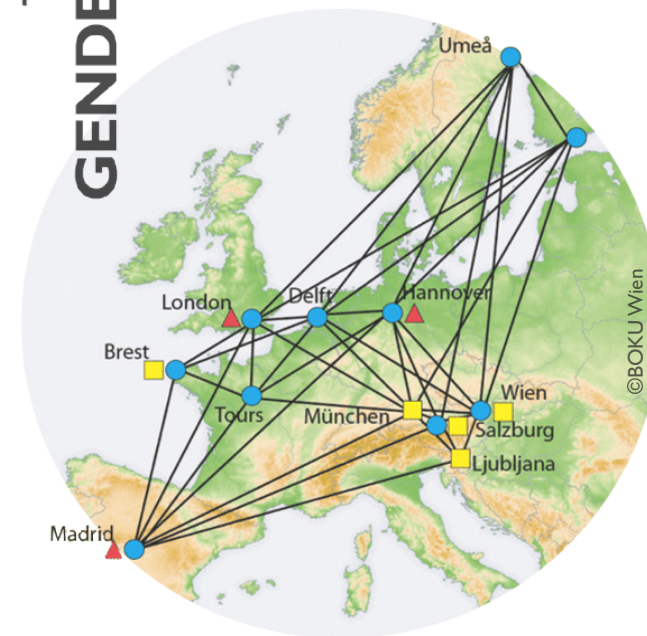 GENDE
Umeå
London
Delft
Hannover
Brest
Tours
München
Wien
Salzburg
Ljubljana
Madrid
©BOKU Wien